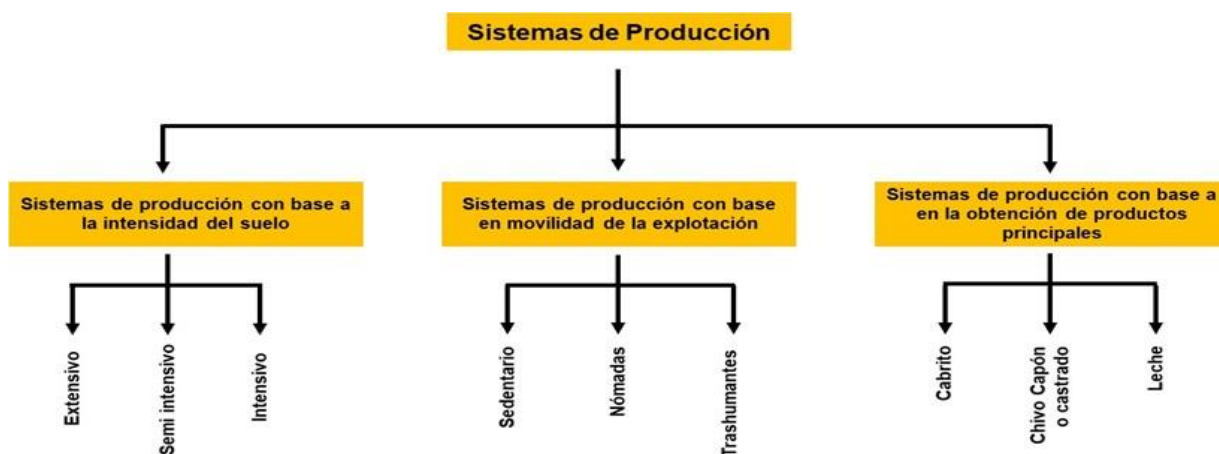 Sistemas de Producción
Sistemas de producción con base a
la intensidad del suelo
Sistemas de producción con base
en movilidad de la explotación
Sistemas de producción con base a
en la obtención de productos
principales
Extensivo
Semi intensivo
Intensivo
Sedentario
Nómadas
Trashumantes
Cabrito
Chivo Capón
o castrado
Leche